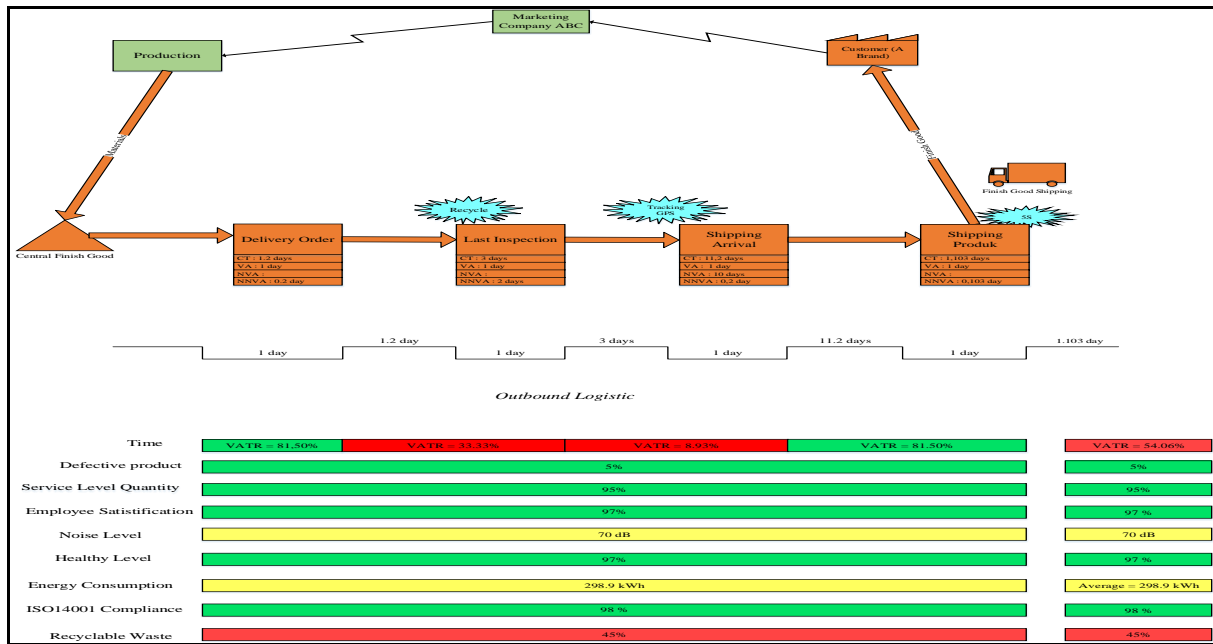 Marketing
Company ABC
Production
Customer (A
Brand)
Materials
Finish Good
Finish Good Shipping
Recycle
Tracking
GPS
5S
Central Finish Good
Delivery Order
CT : 1.2 days
VA : 1 day
NVA :
NNVA : 0.2 day
Last Inspection
CT : 3 days
VA : 1 day
NVA :
NNVA : 2 days
Shipping
Arrival
CT : 11,2 days
VA : 1 day
NVA : 10 days
NNVA : 0,2 day
Shipping
Produk
CT : 1,103 days
VA : 1 day
NVA :
NNVA : 0,103 day
1 day
1.2 day
1 day
3 days
1 day
11.2 days
1 day
1.103 day
Outbound Logistic
Time
VATR = 81,50%
VATR = 33.33%
VATR = 8.93%
VATR = 81.50%
VATR = 54.06%
Defective product
5%
5%
Service Level Quantity
95%
95%
Employee Satistification
97%
97 %
Noise Level
70 dB
70 dB
Healthy Level
97%
97 %
Energy Consumption
298.9 kWh
Average = 298.9 kWh
ISO14001 Compliance
98 %
98 %
Recyclable Waste
45%
45%